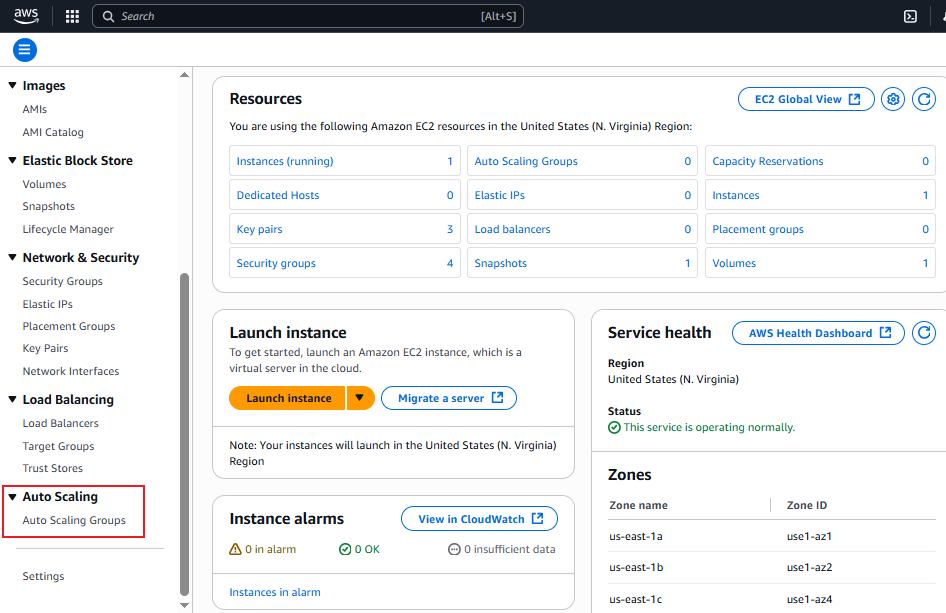 aws
Search [Alt+S]
Images
AMIs
AMI Catalog
Elastic Block Store
Volumes
Snapshots
Lifecycle Manager
Network & Security
Security Groups
Elastic IPs
Placement Groups
Key Pairs
Network Interfaces
Load Balancing
Load Balancers
Target Groups
Trust Stores
Auto Scaling
Auto Scaling Groups
Settings
Resources
EC2 Global View
You are using the following Amazon EC2 resources in the United States (N. Virginia) Region:
Instances (running) 1
Auto Scaling Groups 0
Capacity Reservations 0
Dedicated Hosts 0
Elastic IPs 0
Instances 1
Key pairs 3
Load balancers 0
Placement groups 0
Security groups 4
Snapshots 1
Volumes 1
Launch instance
To get started, launch an Amazon EC2 instance, which is a
virtual server in the cloud.
Launch instance
Migrate a server
Note: Your instances will launch in the United States (N. Virginia)
Region
Instance alarms
View in CloudWatch
0 in alarm
0 OK
0 insufficient data
Instances in alarm
Service health
AWS Health Dashboard
Region
United States (N. Virginia)
Status
This service is operating normally.
Zones
Zone name Zone ID
us-east-1a use1-az1
us-east-1b use1-az2
us-east-1c use1-az4